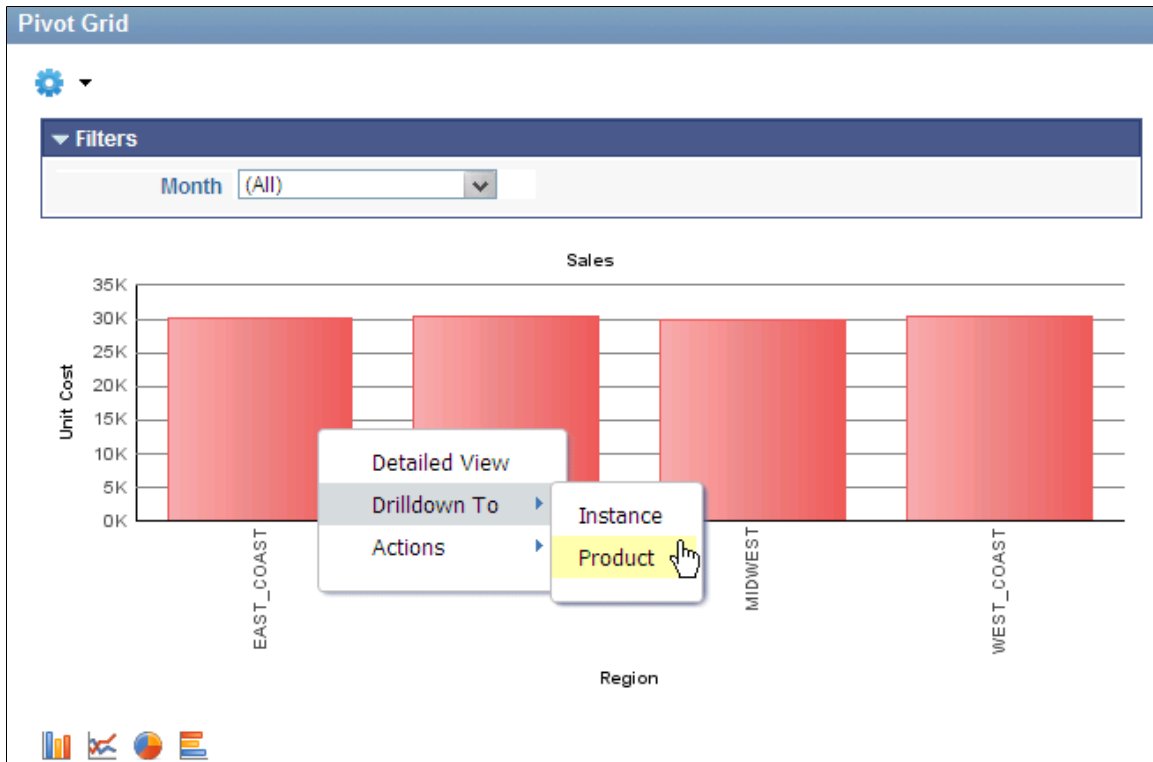 Pivot Grid
Filters
Month (All)
Sales
35K
30K
25K
20K
15K
10K
5K
0K
Unit Cost
Detailed View
Drilldown To
Actions
Instance
Product
EAST_COAST
MIDWEST
WEST_COAST
Region